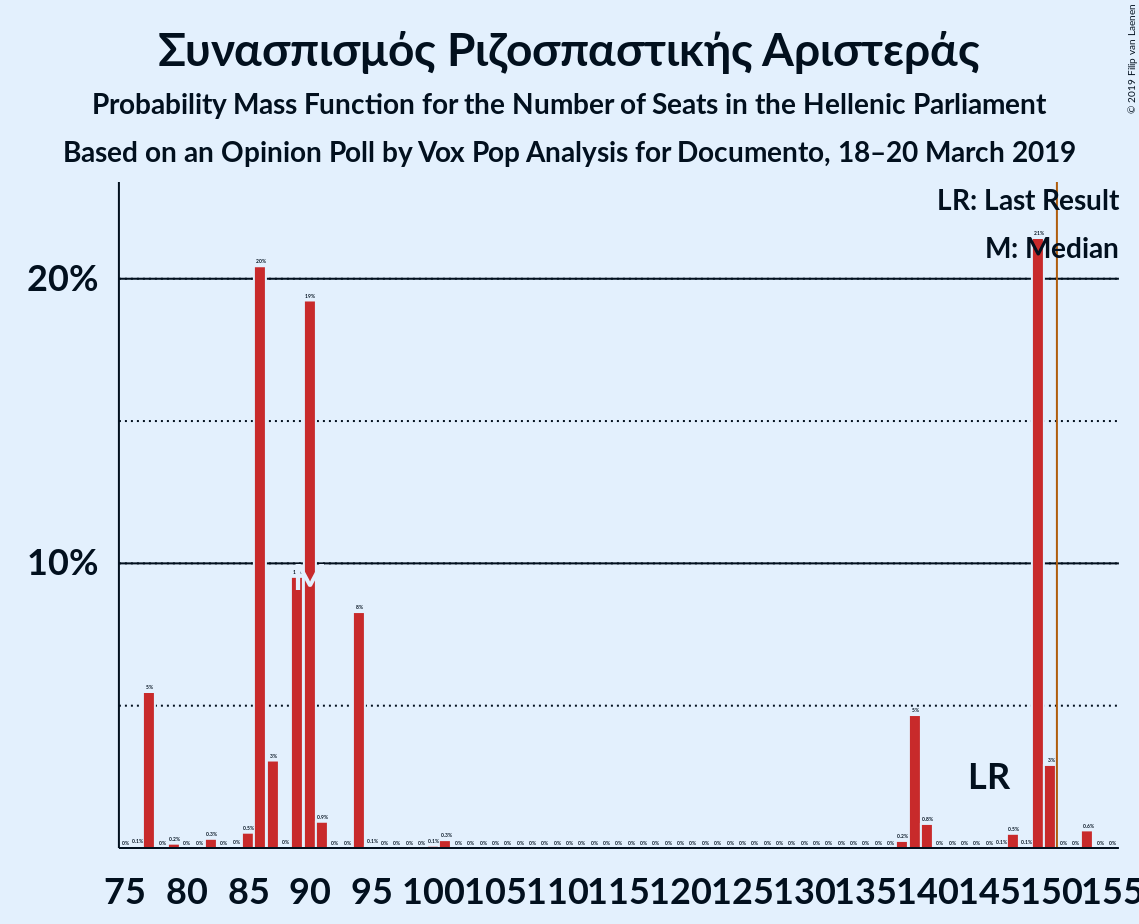 Συνασπισμός Ριζοσπαστικής Αριστεράς
Probability Mass Function for the Number of Seats in the Hellenic Parliament
Based on an Opinion Poll by Vox Pop Analysis for Documento, 18–20 March 2019
© 2019 Filip van Laenen
LR: Last Result
M: Median
20%
10%
LR
M
75 80 85 90 95 100 105 110 115 120 125 130 135 140 145 150 155